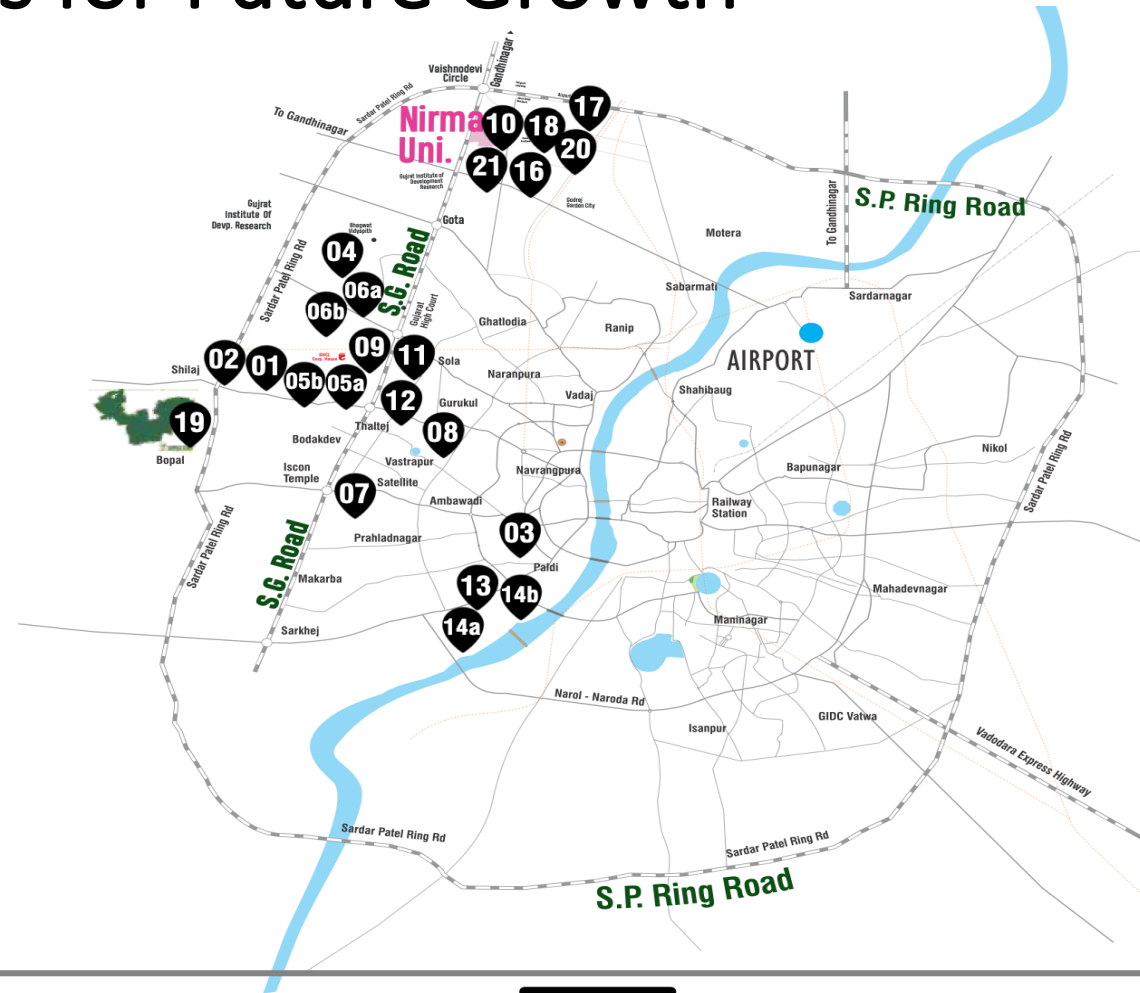 s for Future Growth
Vaishnodevi
Circle
Gandhinagar
Sardar Patel Ring Rd
To Gandhinagar
Nirma
Uni.
10
18
17
20
21
16
Gujrat Institute of
Development
Research
Godrej
Garden City
Gujrat
Institute Of
Devp. Research
Gota
To Gandhinagar
S.P. Ring Road
Motera
Sabarmati
Sardarnagar
04
06a
06b
S.G. Road
Sardar Patel Ring Rd
Gujarat
High Court
Ghatlodia
Ranip
AIRPORT
Shilaj
02
01
05b
05a
09
11
12
08
Sola
Naranpura
Vadaj
Shahibaug
Gurukul
19
Bopal
Thaltej
Bodakdev
Vastrapur
Iscon
Temple
Satellite
Navrangpura
Bapunagar
Nikol
Sardar Patel Ring Rd
07
Ambawadi
Railway
Station
Prahladnagar
03
Paldi
Sardar Patel Ring Rd
S.G. Road
Makarba
13
14b
14a
Mahadevnagar
Maninagar
Sarkhej
Narol - Naroda Rd
Isanpur
GIDC Vatwa
Vadodara Express Highway
Sardar Patel Ring Rd
Sardar Patel Ring Rd
S.P. Ring Road